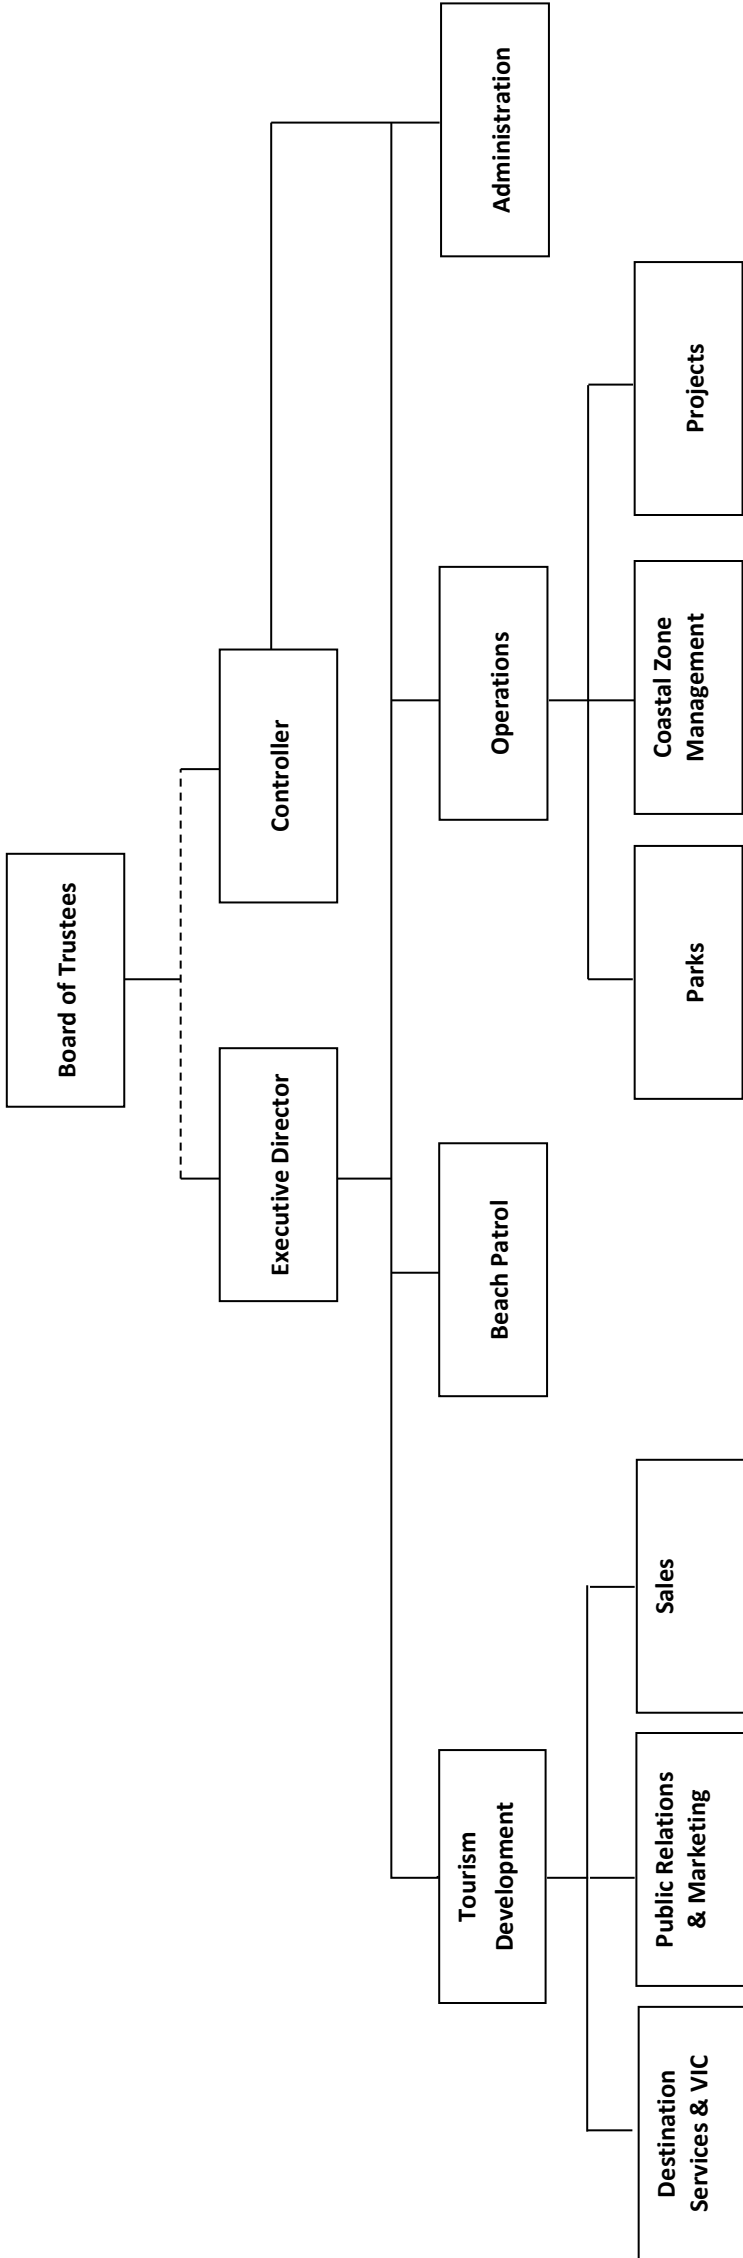 Board of Trustees
Executive Director
Controller
Tourism
Development
Beach Patrol
Operations
Administration
Destination
Services & VIC
Public Relations
& Marketing
Sales
Parks
Coastal Zone
Management
Projects